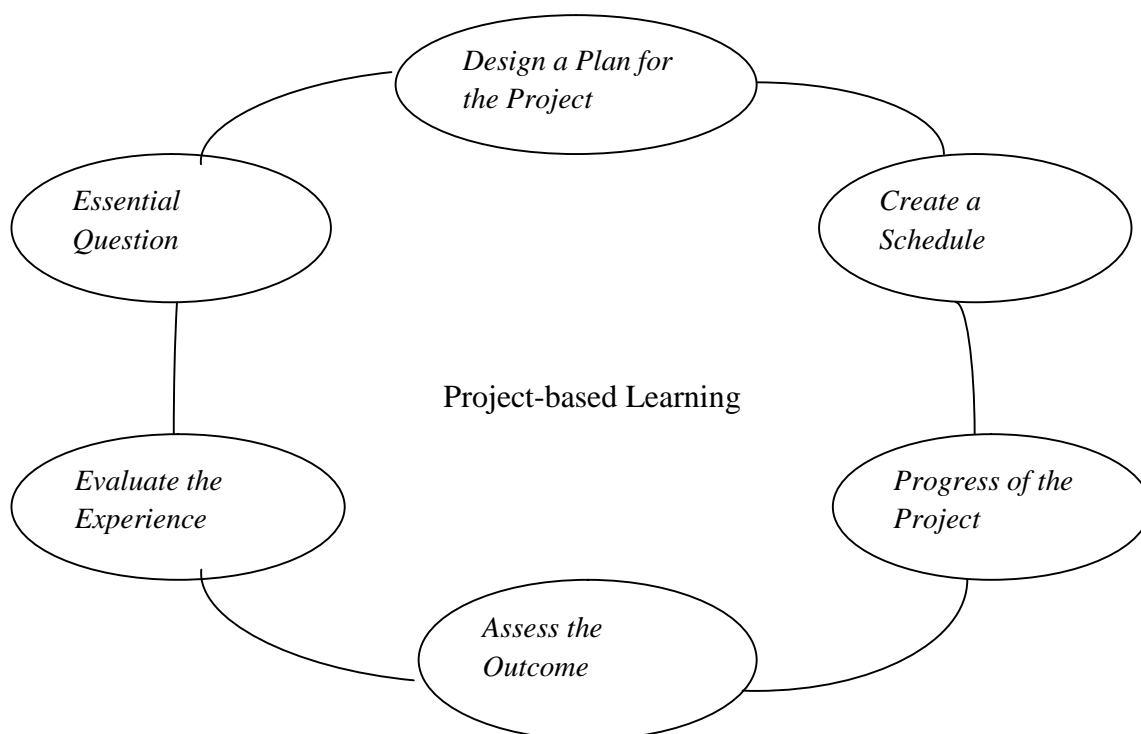 Design a Plan for
the Project
Essential
Question
Create a
Schedule
Project-based Learning
Evaluate the
Experience
Progress of the
Project
Assess the
Outcome